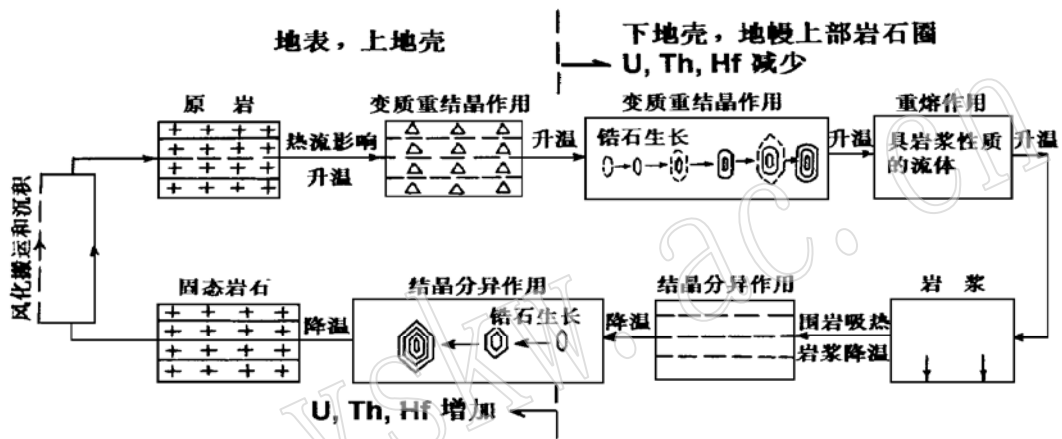 地表，上地壳
下地壳，地幔上部岩石圈
U, Th, Hf 减少
原 岩
变质重结晶作用
变质重结晶作用
重熔作用
热流影响
升温
升温
锆石生长
升温
具岩浆性质
的流体
升温
风化搬运和沉积
固态岩石
结晶分异作用
结晶分异作用
岩 浆
降温
锆石生长
降温
围岩吸热
岩浆降温
U, Th, Hf 增加
yskw.ac.cn